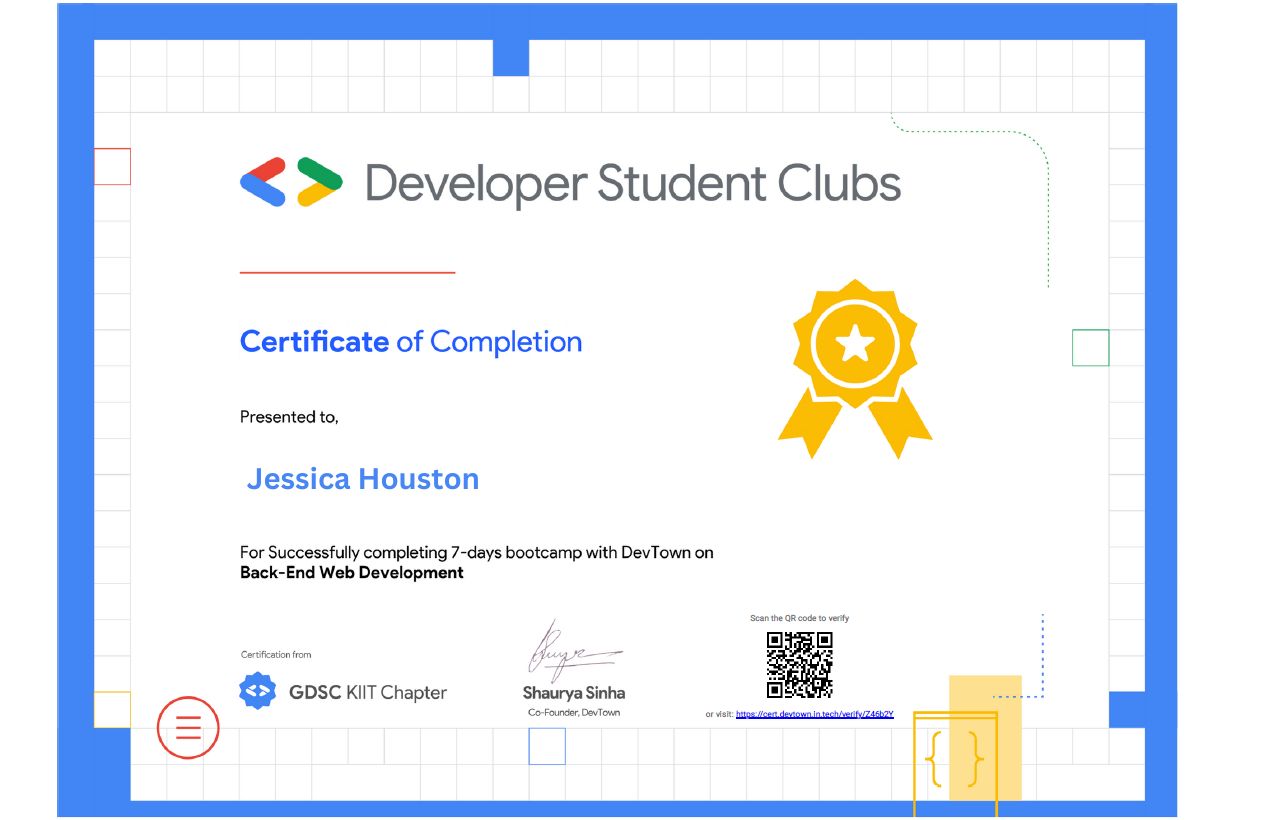 Developer Student Clubs
Certificate of Completion
Presented to,
Jessica Houston
For Successfully completing 7-days bootcamp with DevTown on
Back-End Web Development
Scan the QR code to verify
Certification from
GDSC KIIT Chapter
Shaurya Sinha
Co-Founder, DevTown
or visit: https://cert.devtown.in.tech/verify/Z46b2Y
{ }